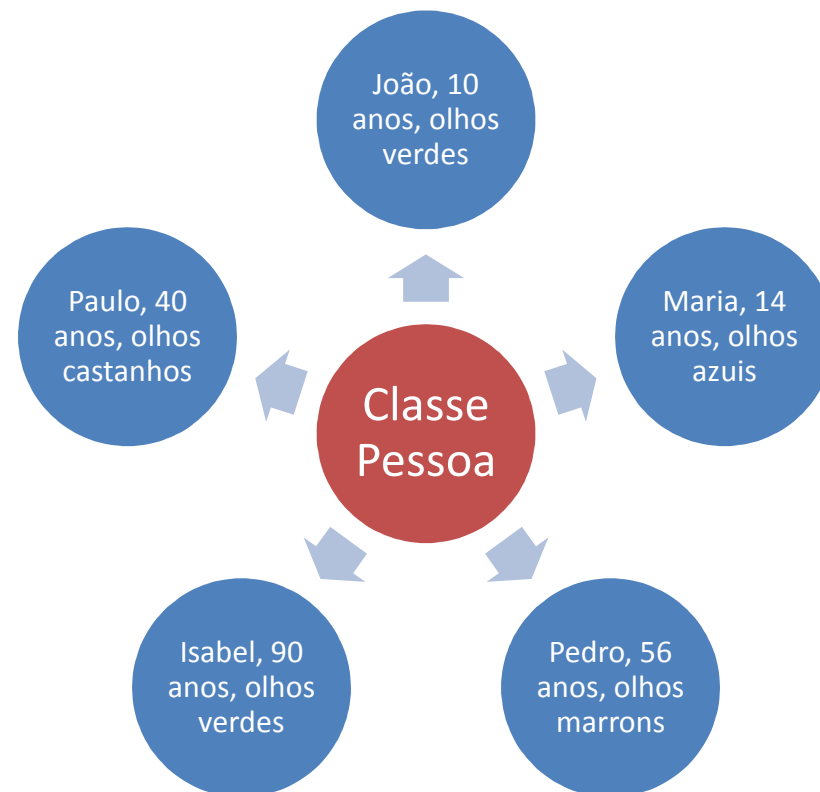 João, 10
anos, olhos
verdes
Paulo, 40
anos, olhos
castanhos
Maria, 14
anos, olhos
azuis
Classe
Pessoa
Isabel, 90
anos, olhos
verdes
Pedro, 56
anos, olhos
marrons